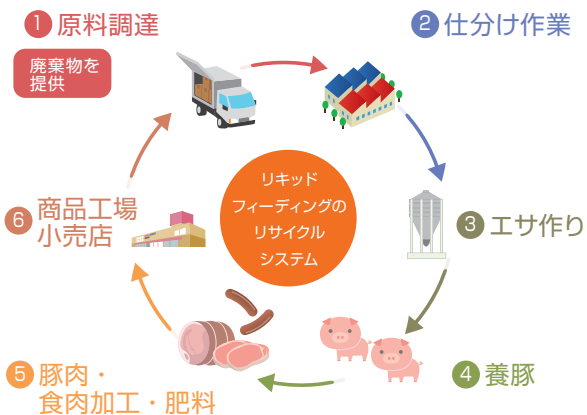 1 原料調達
廃棄物を
提供
2 仕分け作業
3 エサ作り
4 養豚
5 豚肉・
食肉加工・肥料
6 商品工場
小売店
リキッド
フィーディングの
リサイクル
システム